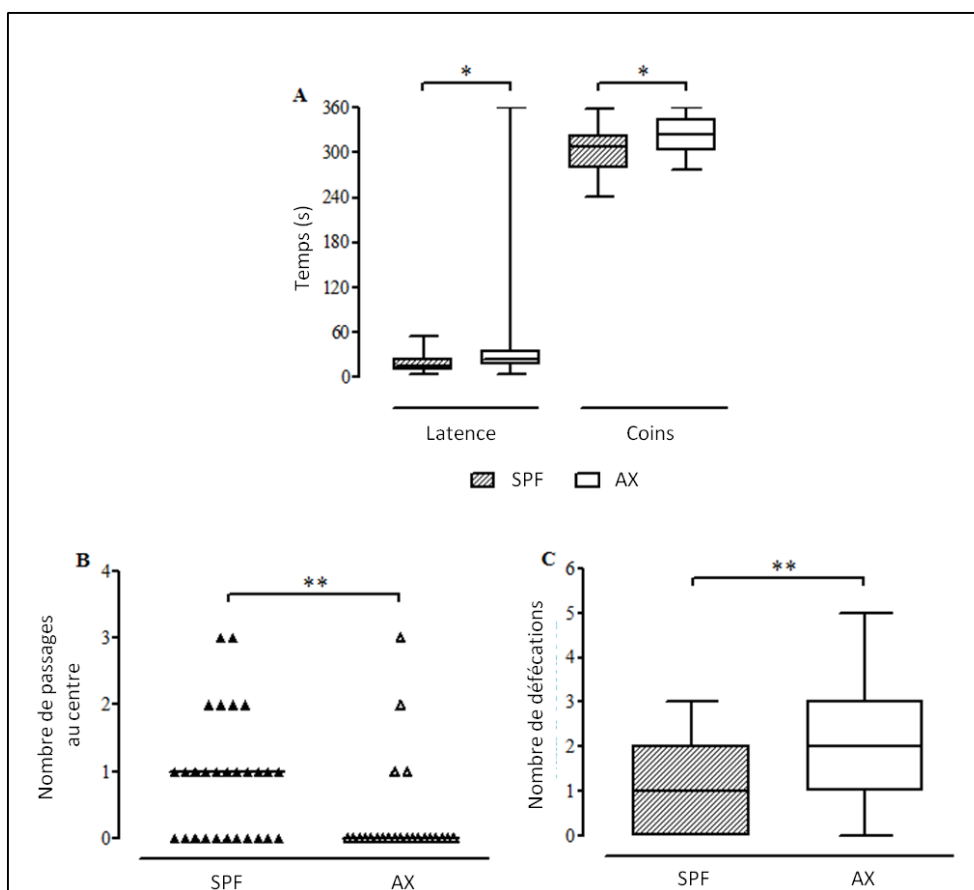 A
*
*
Temps (s)
360
300
240
180
120
60
0
Latence
Coins
SPF
AX
B
**
Nombre de passages
au centre
4
3
2
1
0
SPF
AX
C
**
Nombre de défécations
6
5
4
3
2
1
0
SPF
AX